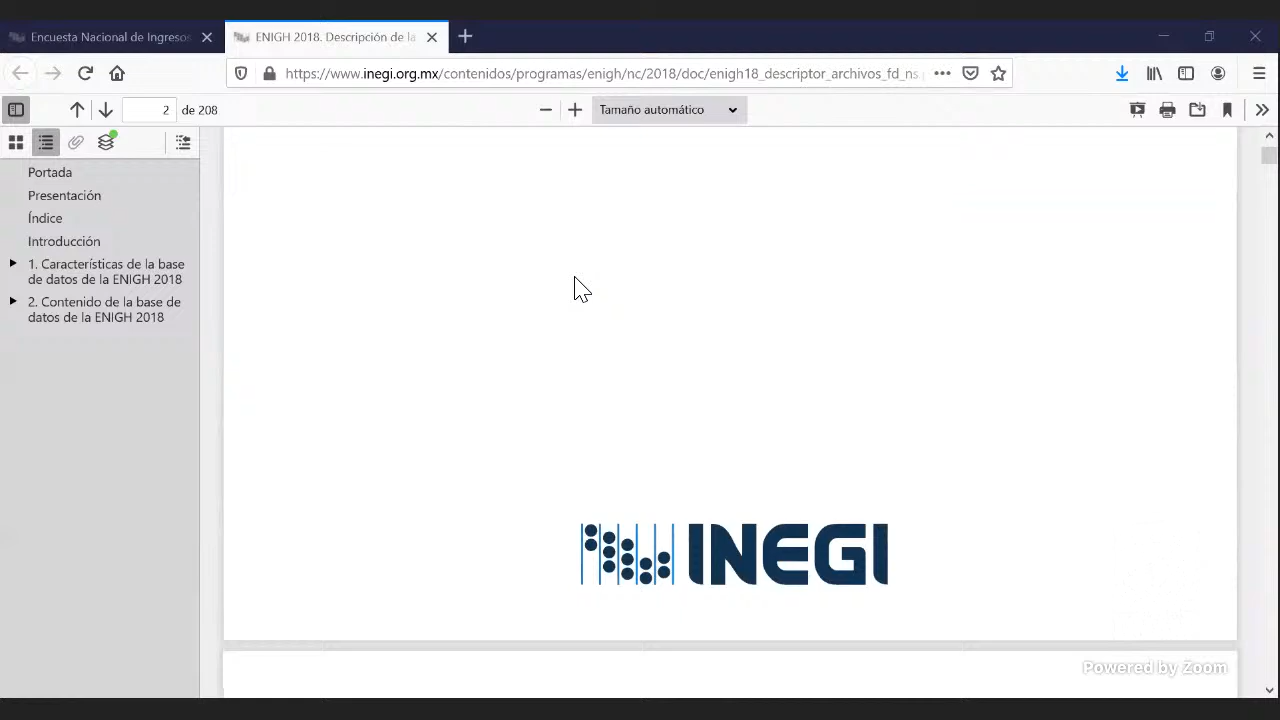 Encuesta Nacional de Ingresos
ENIGH 2018. Descripción de la
https://www.inegi.org.mx/contenidos/programas/enigh/nc/2018/doc/enigh18_descriptor_archivos_fd_ns.
2 de 208
Tamaño automático
Portada
Presentación
Índice
Introducción
1. Características de la base
de datos de la ENIGH 2018
2. Contenido de la base de
datos de la ENIGH 2018
INEGI
Powered by Zoom